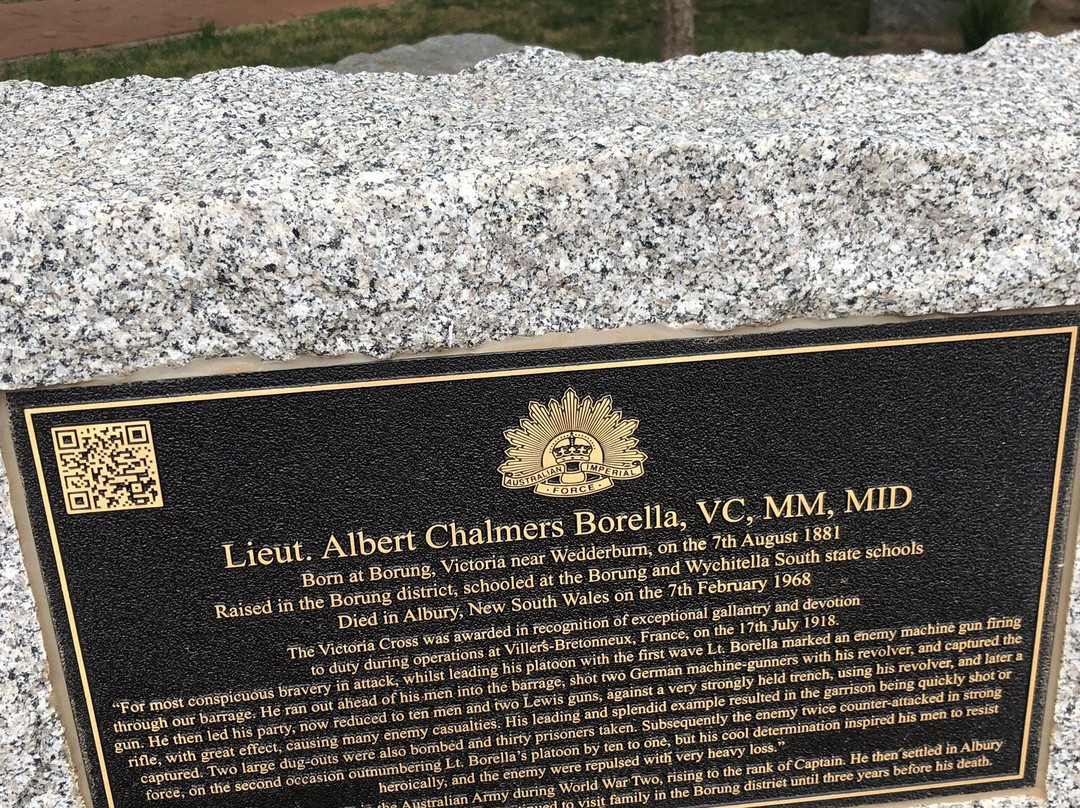 AUSTRALIAN IMPERIAL
FORCE
Lieut. Albert Chalmers Borella, VC, MM, MID
Born at Borung, Victoria near Wedderburn, on the 7th August 1881
Raised in the Borung district, schooled at the Borung and Wychitella South state schools
Died in Albury, New South Wales on the 7th February 1968
The Victoria Cross was awarded in recognition of exceptional gallantry and devotion
to duty during operations at Villers-Bretonneux, France, on the 17th July 1918.
“For most conspicuous bravery in attack, whilst leading his platoon with the first wave Lt. Borella marked an enemy machine gun firing
through our barrage. He ran out ahead of his men into the barrage, shot two German machine-gunners with his revolver, and captured the
gun. He then led his party, now reduced to ten men and two Lewis guns, against a very strongly held trench, using his revolver, and later a
rifle, with great effect, causing many enemy casualties. His leading and splendid example resulted in the garrison being quickly shot or
captured. Two large dug-outs were also bombed and thirty prisoners taken. Subsequently the enemy twice counter-attacked in strong
force, on the second occasion outnumbering Lt. Borella's platoon by ten to one, but his cool determination inspired his men to resist
heroically, and the enemy were repulsed with very heavy loss.”
in the Australian Army during World War Two, rising to the rank of Captain. He then settled in Albury
to visit family in the Borung district until three years before his death.